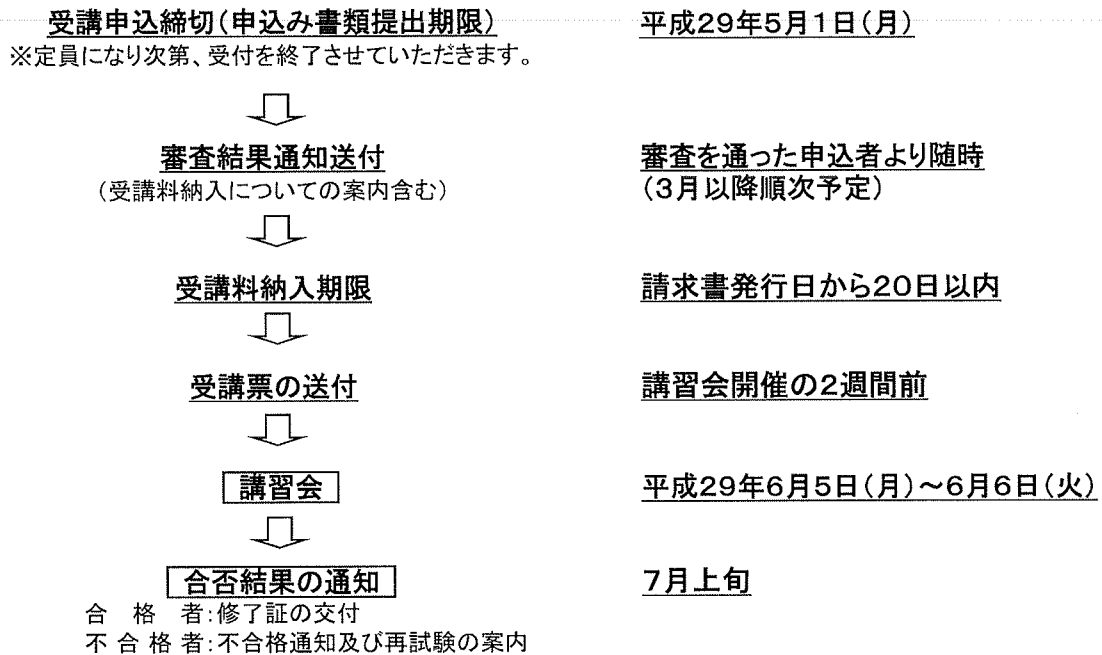 受講申込締切(申込み書類提出期限)
平成29年5月1日(月)
※定員になり次第、受付を終了させていただきます。
審査結果通知送付
審査を通った申込者より随時
(受講料納入についての案内含む)
(3月以降順次予定)
受講料納入期限
請求書発行日から20日以内
受講票の送付
講習会開催の2週間前
講習会
平成29年6月5日(月)~6月6日(火)
合否結果の通知
7月上旬
合 格 者:修了証の交付
不 合 格 者:不合格通知及び再試験の案内